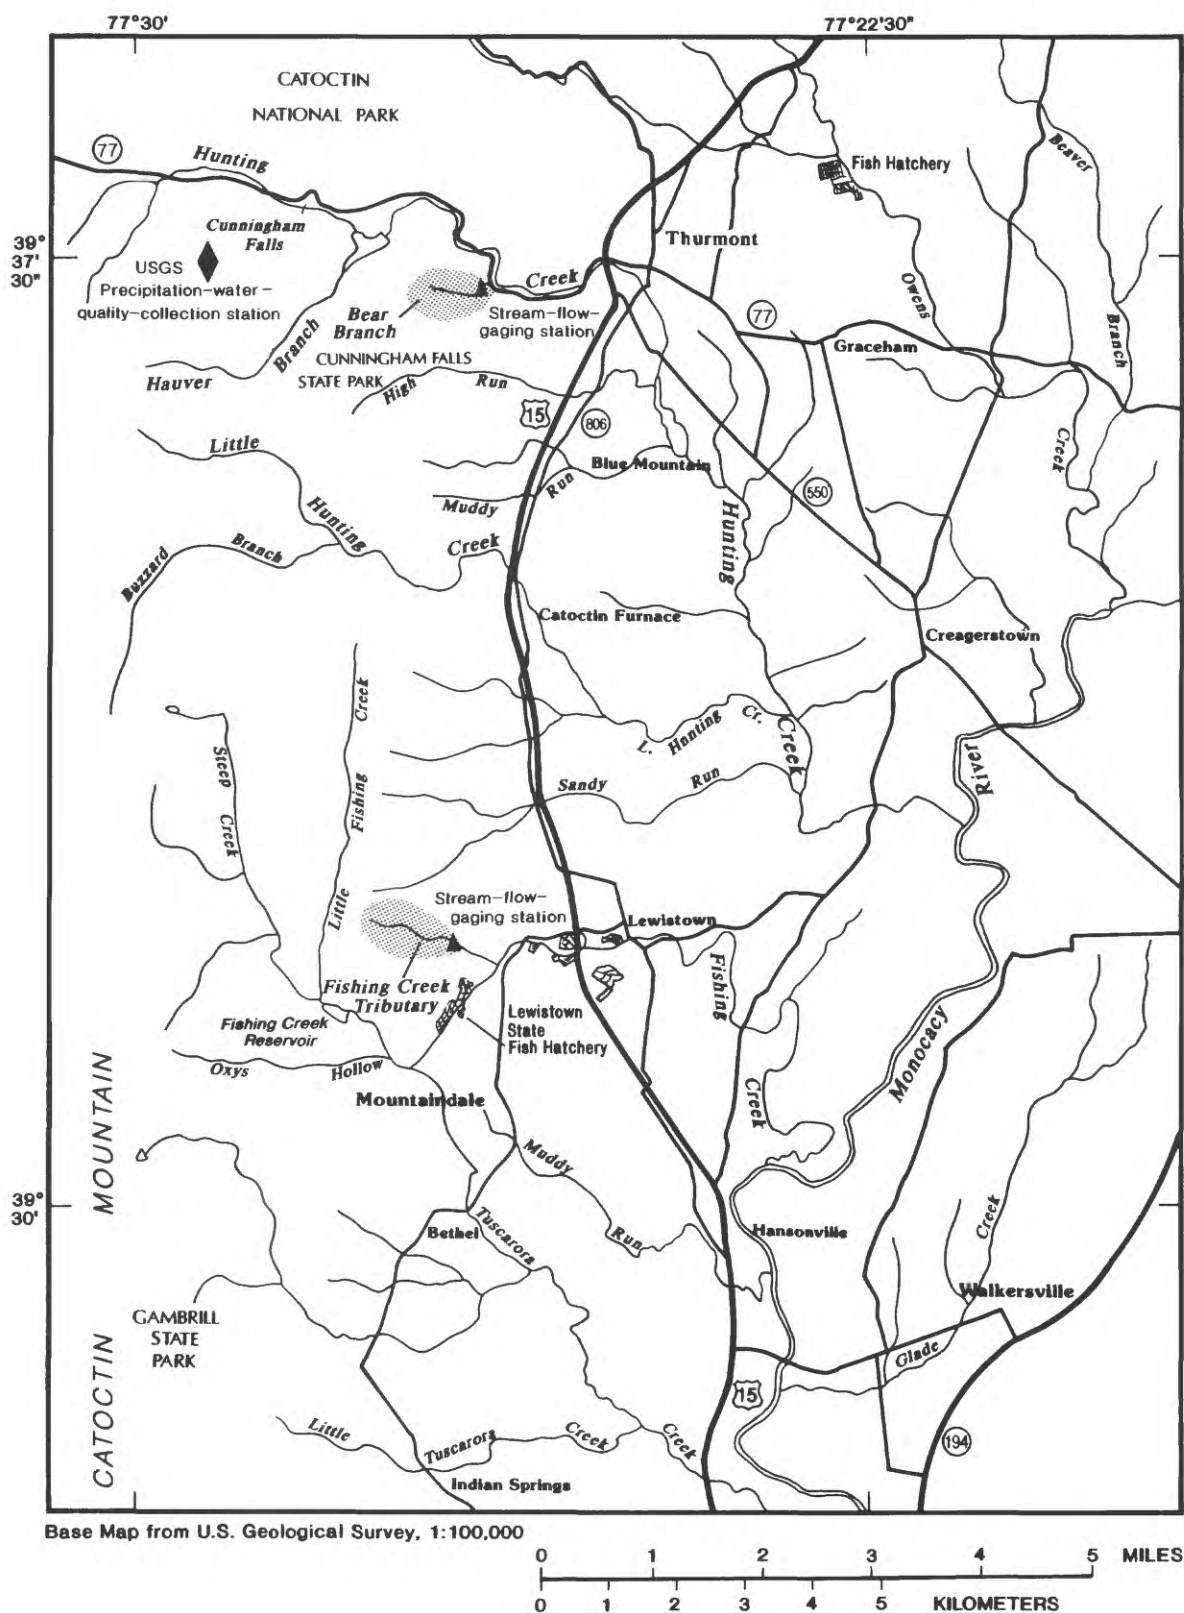 77°30'
77°22'30"
CATOCTIN
NATIONAL PARK
77
Hunting
Beaver
Fish Hatchery
Cunningham
Falls
Thurmont
39°
37'
30"
USGS
Precipitation-water-
quality-collection station
Creek
Owens
Bear
Branch
Stream-flow-
gaging station
77
Branch
Branch
Graceham
CUNNINGHAM FALLS
STATE PARK
Hauver
High
Run
15
806
Little
Blue Mountain
Creek
Muddy
Run
550
Hunting
Hunting
Creek
Buzzard
Branch
Catoctin Furnace
Creagerstown
Creek
Steep
Creek
L. Hunting Cr.
Creek
River
Sandy
Run
Fishing
Little
Stream-flow-
gaging station
Lewistown
Fishing Creek
Tributary
Fishing
Lewistown
State
Fish Hatchery
Fishing Creek
Reservoir
Oxys
Hollow
Monocacy
Mountaindale
Creek
MOUNTAIN
Muddy
39°
30'
Bethel
Tuscarora
Run
Hansonville
Creek
Walkersville
GAMBRILL
STATE
PARK
Glade
15
CATOCTIN
Little
Tuscarora
Creek
Creek
194
Indian Springs
Base Map from U.S. Geological Survey, 1:100,000
0 1 2 3 4 5 MILES
0 1 2 3 4 5 KILOMETERS